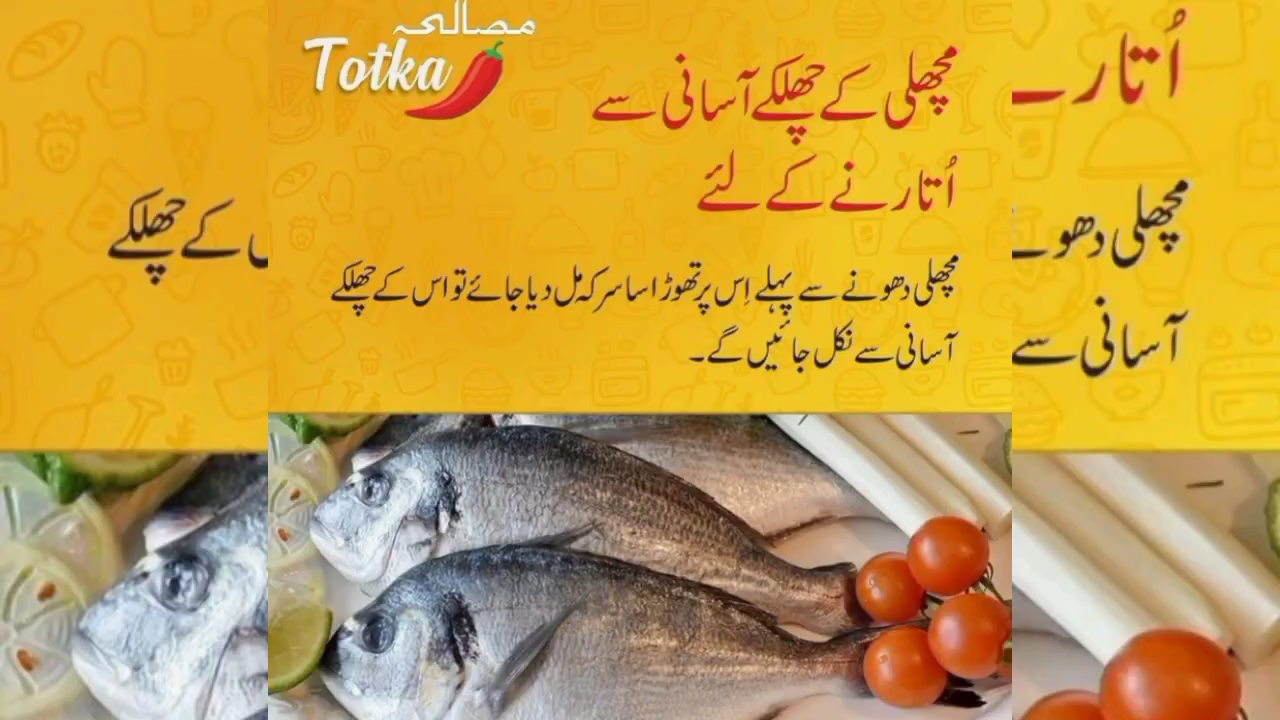 مصالحہ
Totka
مچھلی کے چھلکے آسانی سے
اُتارنے کے لئے
مچھلی دھونے سے پہلے اِس پر تھوڑا سا سرکہ مل دیا جائے تو اس کے چھلکے
آسانی سے نکل جائیں گے۔